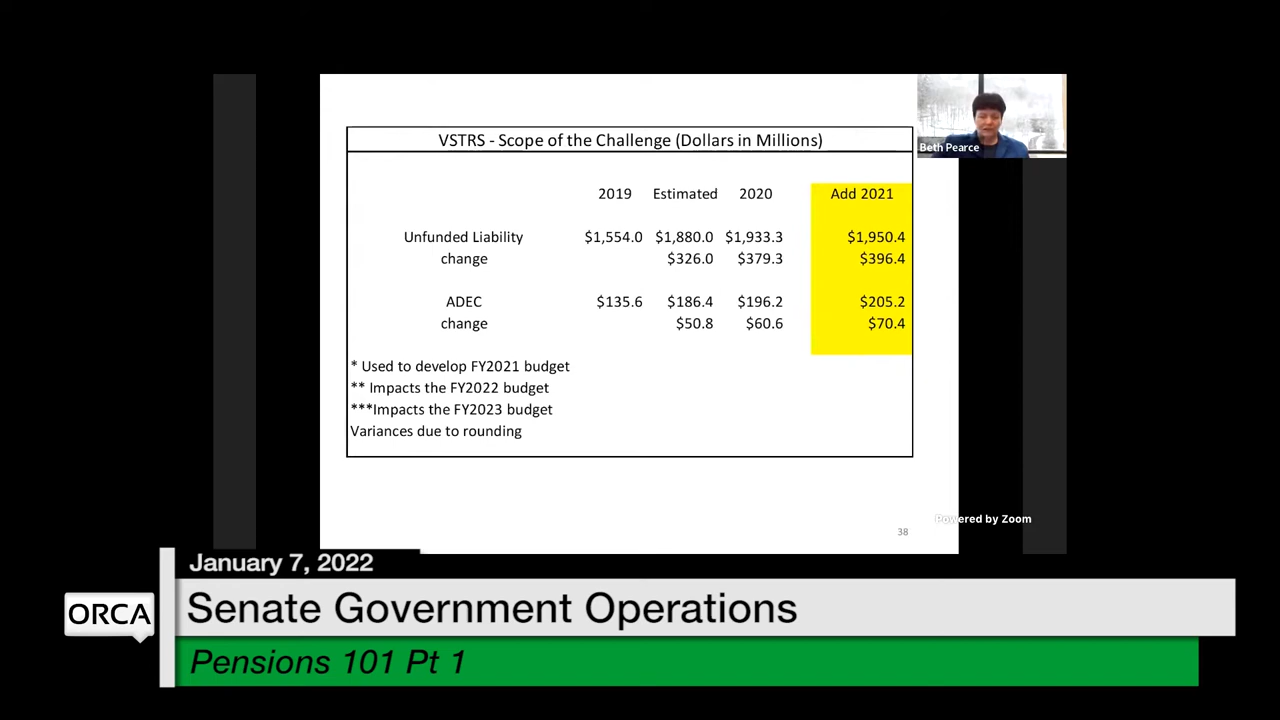 Beth Pearce
VSTRS - Scope of the Challenge (Dollars in Millions)
2019 Estimated 2020 Add 2021
Unfunded Liability $1,554.0 $1,880.0 $1,933.3 $1,950.4
change $326.0 $379.3 $396.4
ADEC $135.6 $186.4 $196.2 $205.2
change $50.8 $60.6 $70.4
* Used to develop FY2021 budget
** Impacts the FY2022 budget
***Impacts the FY2023 budget
Variances due to rounding
Powered by Zoom
38
January 7, 2022
ORCA
Senate Government Operations
Pensions 101 Pt 1